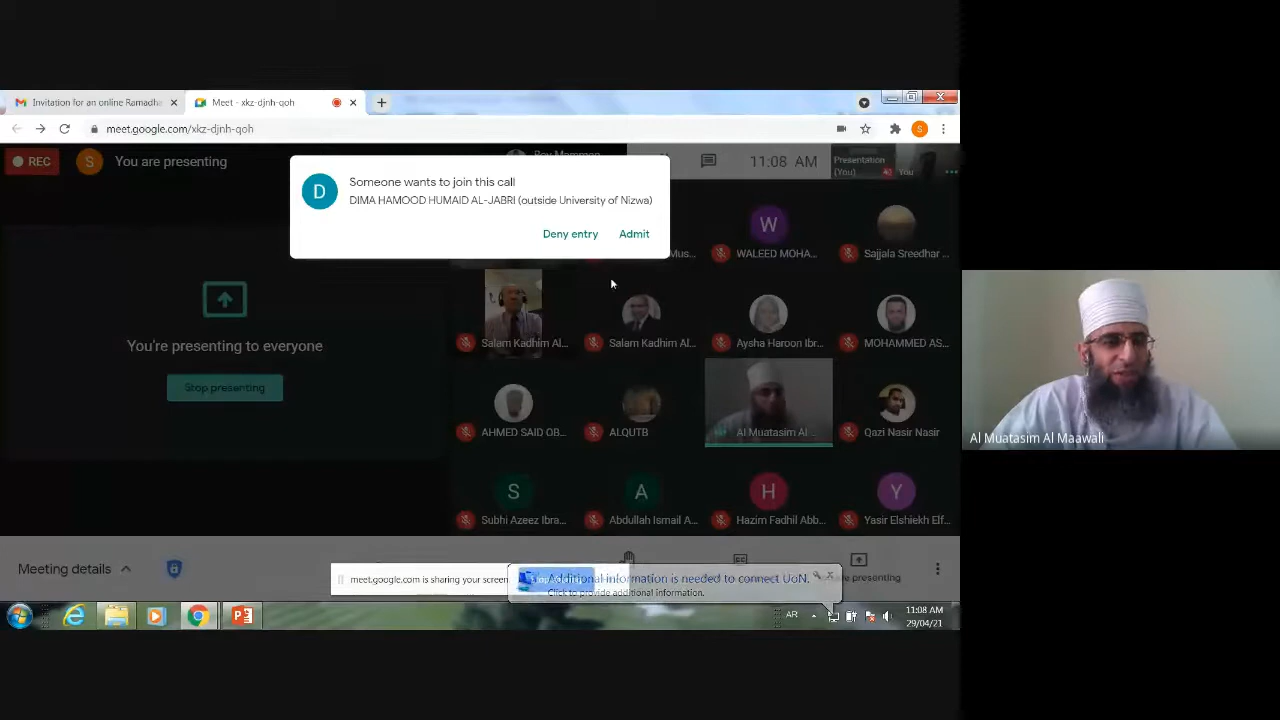 Invitation for an online Ramadha
Meet - xkz-djnh-qoh
meet.google.com/xkz-djnh-qoh
REC
S
You are presenting
11:08 AM
Presentation
(You)
You
D
Someone wants to join this call
DIMA HAMOOD HUMAID AL-JABRI (outside University of Nizwa)
Deny entry
Admit
You're presenting to everyone
Stop presenting
W
Mus...
WALEED MOHA...
Sajjala Sreedhar ...
Salam Kadhim Al...
Salam Kadhim Al...
Aysha Haroon Ibr...
MOHAMMED AS...
AHMED SAID OB...
ALQUTB
Al Muatasim Al...
Qazi Nasir Nasir
S
A
H
Y
Subhi Azeez Ibra...
Abdullah Ismail A...
Hazim Fadhil Abb...
Yasir Elshiekh Elf...
Al Muatasim Al Maawali
Meeting details
presenting
meet.google.com is sharing your screen
Additional information is needed to connect UoN.
Click to provide additional information.
AR
11:08 AM
29/04/21